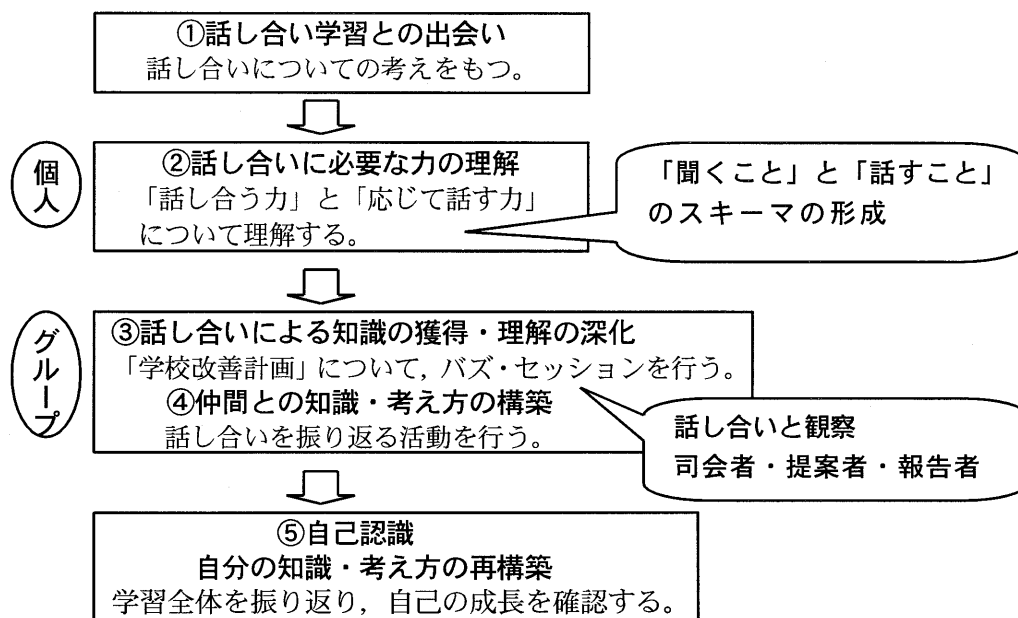 ①話し合い学習との出会い
話し合いについての考えをもつ。
個人
②話し合いに必要な力の理解
「話し合う力」と「応じて話す力」
について理解する。
「聞くこと」と「話すこと」
のスキーマの形成
グループ
③話し合いによる知識の獲得・理解の深化
「学校改善計画」について，バズ・セッションを行う。
④仲間との知識・考え方の構築
話し合いを振り返る活動を行う。
話し合いと観察
司会者・提案者・報告者
⑤自己認識
自分の知識・考え方の再構築
学習全体を振り返り，自己の成長を確認する。